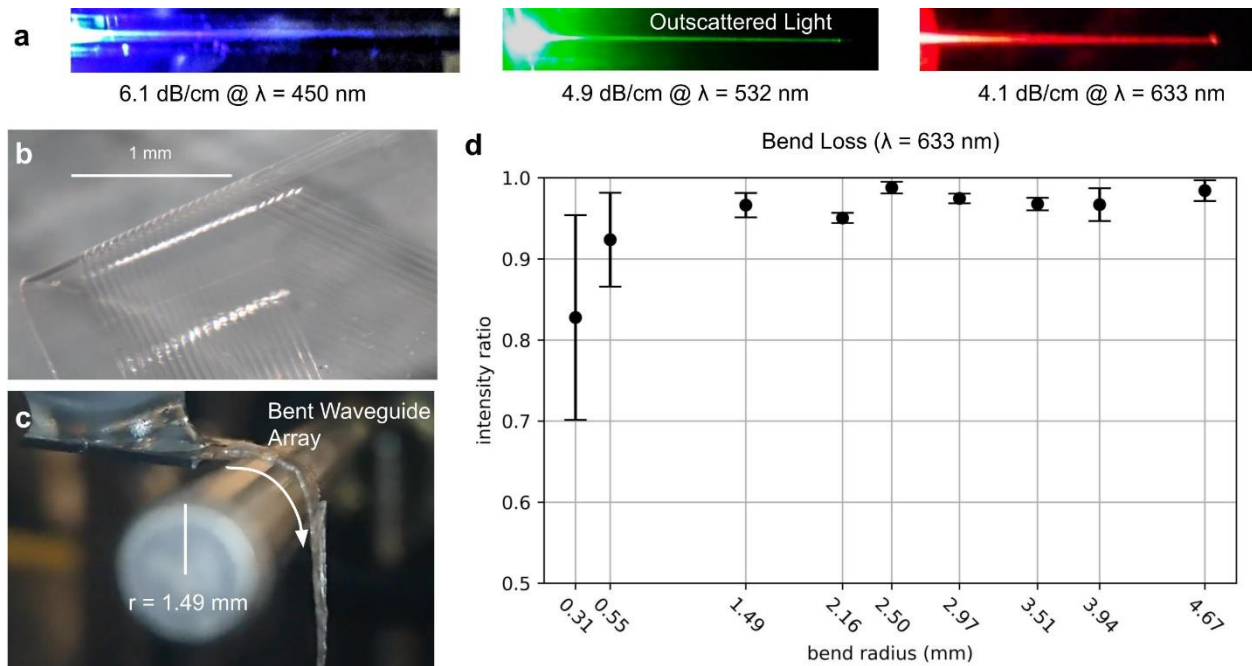 a
Outscattered Light
6.1 dB/cm @ λ = 450 nm
4.9 dB/cm @ λ = 532 nm
4.1 dB/cm @ λ = 633 nm
b
1 mm
c
Bent Waveguide
Array
r = 1.49 mm
d
Bend Loss (λ = 633 nm)
intensity ratio
1.0
0.9
0.8
0.7
0.6
0.5
0.31
0.55
1.49
2.16
2.50
2.97
3.51
3.94
4.67
bend radius (mm)